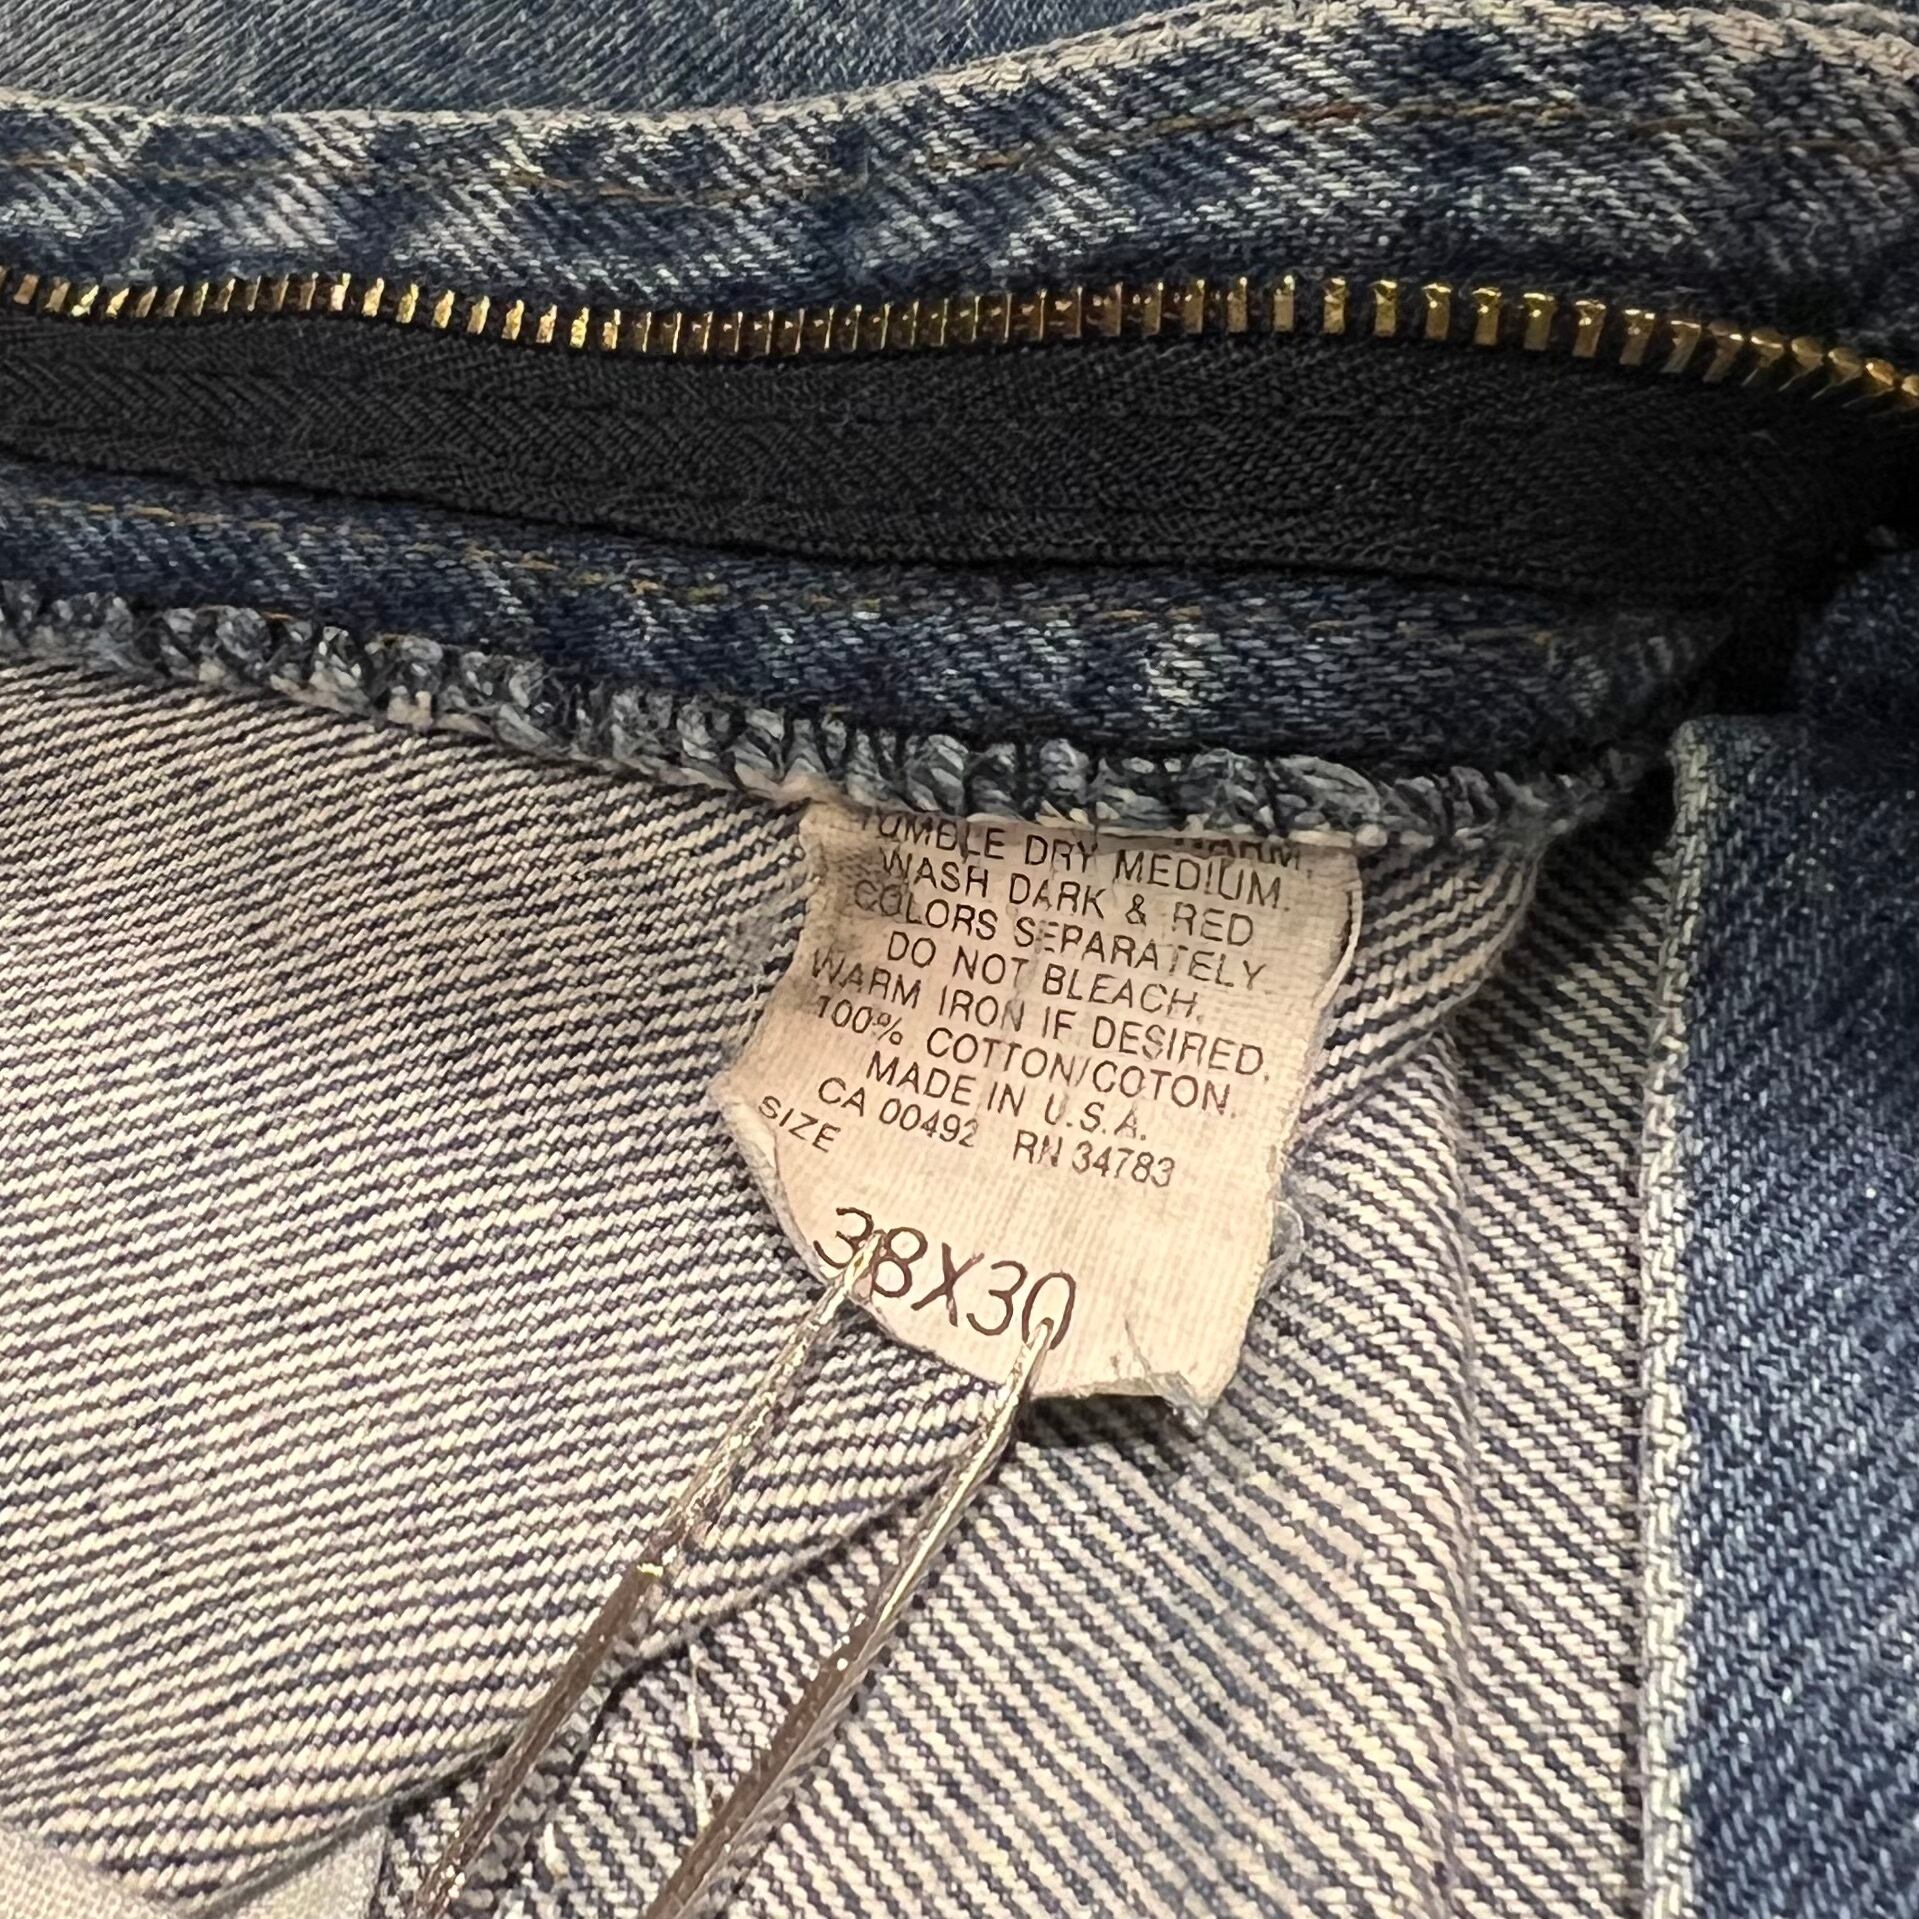 WARM.
TUMBLE DRY MEDIUM.
WASH DARK & RED
COLORS SEPARATELY.
DO NOT BLEACH.
WARM IRON IF DESIRED.
100% COTTON/COTON.
MADE IN U.S.A.
CA 00492 RN 34783
SIZE
38X30